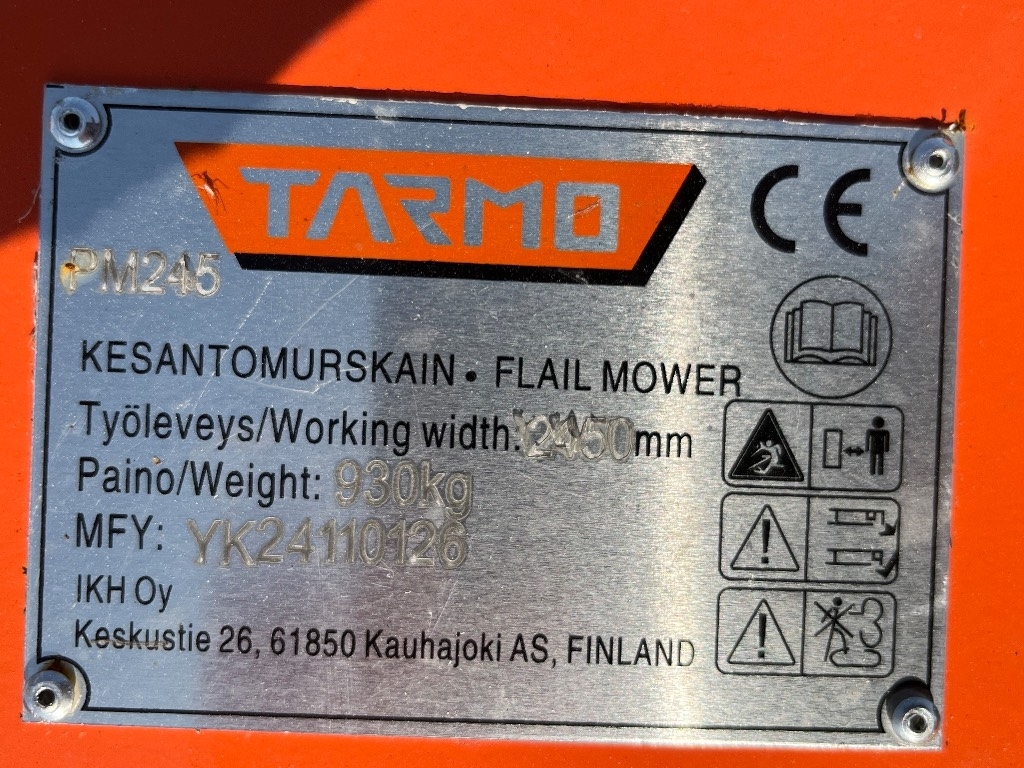 TARMO
CE
PM245
KESANTOMURSKAIN • FLAIL MOWER
Työleveys/Working width: 2450mm
Paino/Weight: 930kg
MFY: YK24110126
IKH Oy
Keskustie 26, 61850 Kauhajoki AS, FINLAND